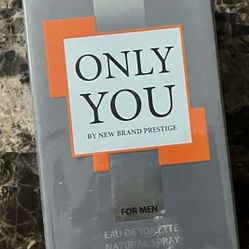 ONLY
YOU
BY NEW BRAND PRESTIGE
FOR MEN
EAU DE TOILETTE
NATURAL SPRAY